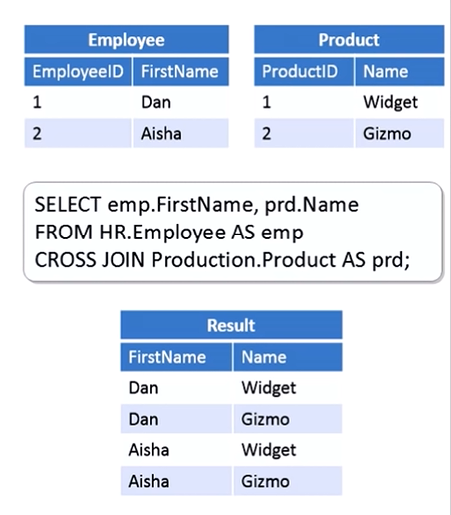 Employee
EmployeeID FirstName
1 Dan
2 Aisha
Product
ProductID Name
1 Widget
2 Gizmo
SELECT emp.FirstName, prd.Name
FROM HR.Employee AS emp
CROSS JOIN Production.Product AS prd;
Result
FirstName Name
Dan Widget
Dan Gizmo
Aisha Widget
Aisha Gizmo